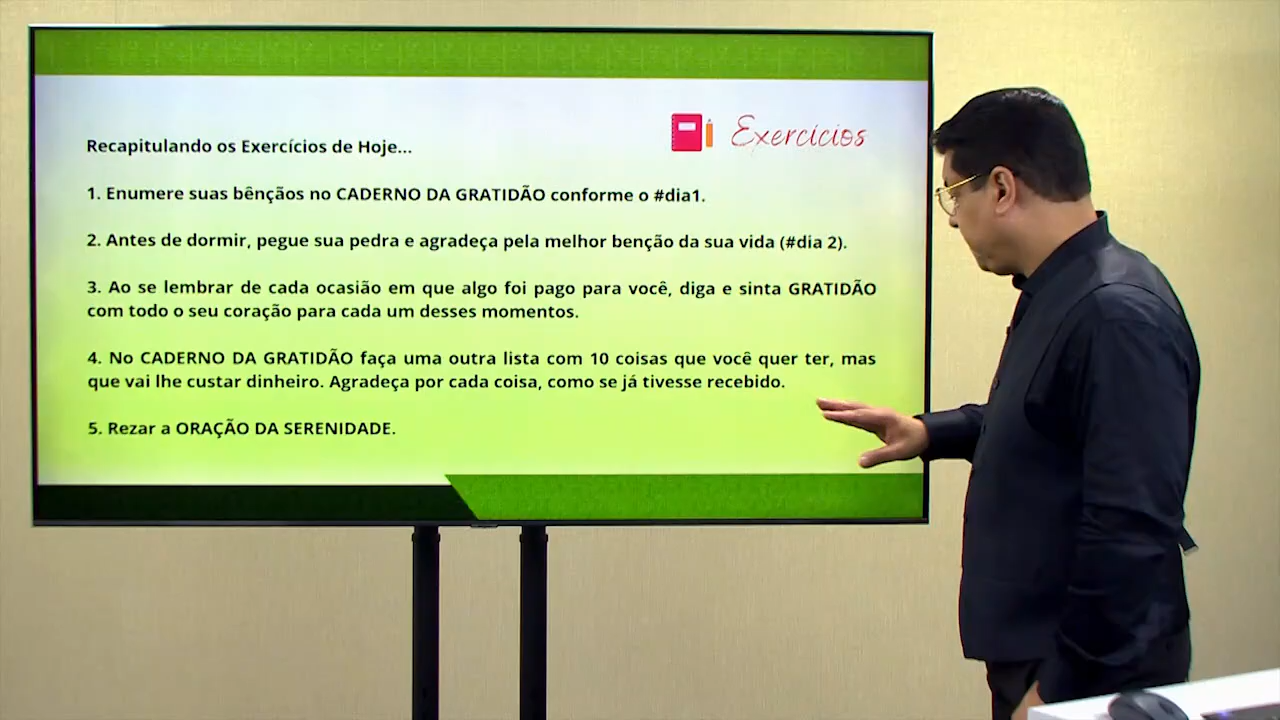 Exercícios
Recapitulando os Exercícios de Hoje...
1. Enumere suas bênçãos no CADERNO DA GRATIDÃO conforme o #dia1.
2. Antes de dormir, pegue sua pedra e agradeça pela melhor benção da sua vida (#dia 2).
3. Ao se lembrar de cada ocasião em que algo foi pago para você, diga e sinta GRATIDÃO
com todo o seu coração para cada um desses momentos.
4. No CADERNO DA GRATIDÃO faça uma outra lista com 10 coisas que você quer ter, mas
que vai lhe custar dinheiro. Agradeça por cada coisa, como se já tivesse recebido.
5. Rezar a ORAÇÃO DA SERENIDADE.